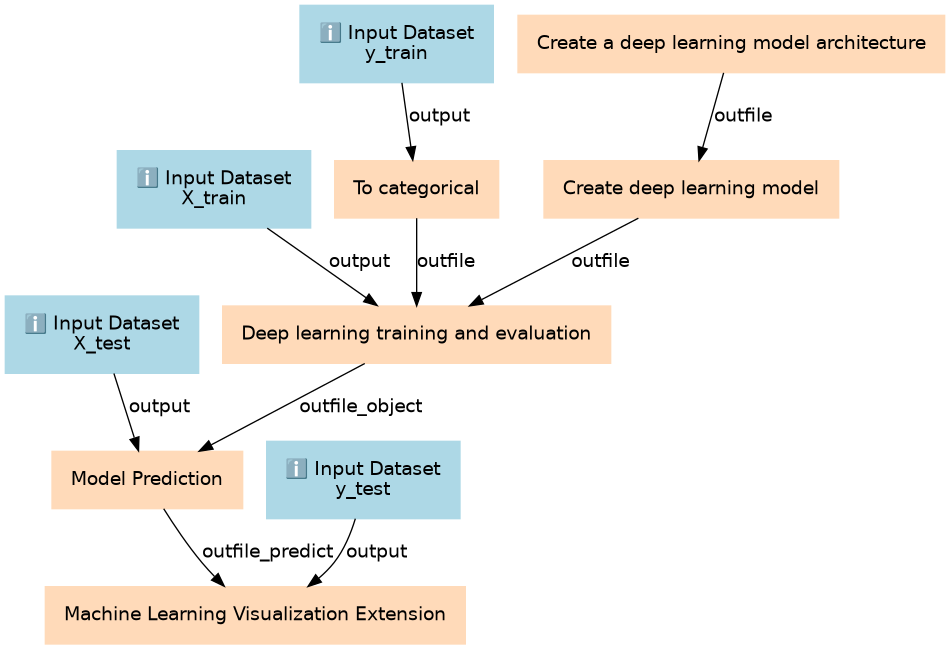 ℹ️ Input Dataset
y_train
Create a deep learning model architecture
output
outfile
ℹ️ Input Dataset
X_train
To categorical
Create deep learning model
output
outfile
outfile
ℹ️ Input Dataset
X_test
Deep learning training and evaluation
output
outfile_object
Model Prediction
ℹ️ Input Dataset
y_test
outfile_predict
output
Machine Learning Visualization Extension